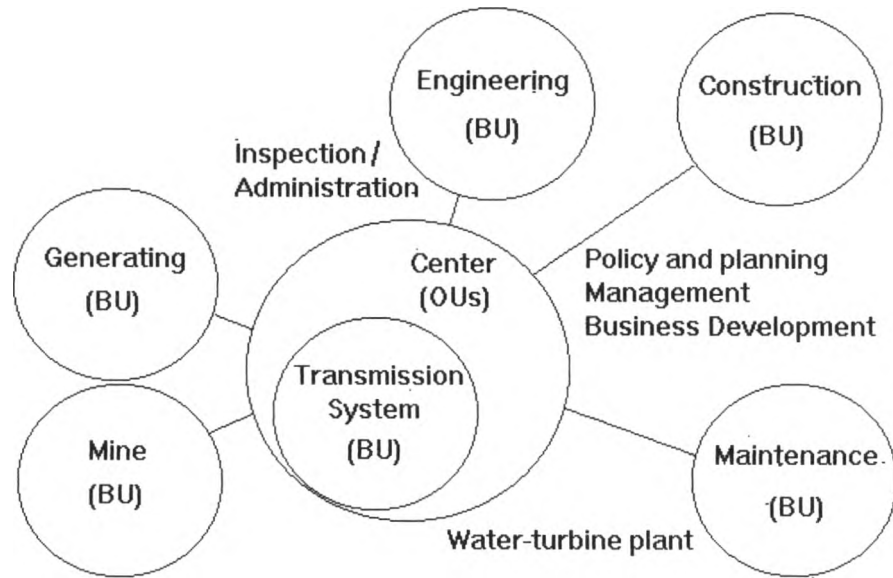 Engineering
(BU)
Construction
(BU)
Inspection /
Administration
Generating
(BU)
Center
(OUs)
Policy and planning
Management
Business Development
Transmission
System
(BU)
Mine
(BU)
Maintenance
(BU)
Water-turbine plant